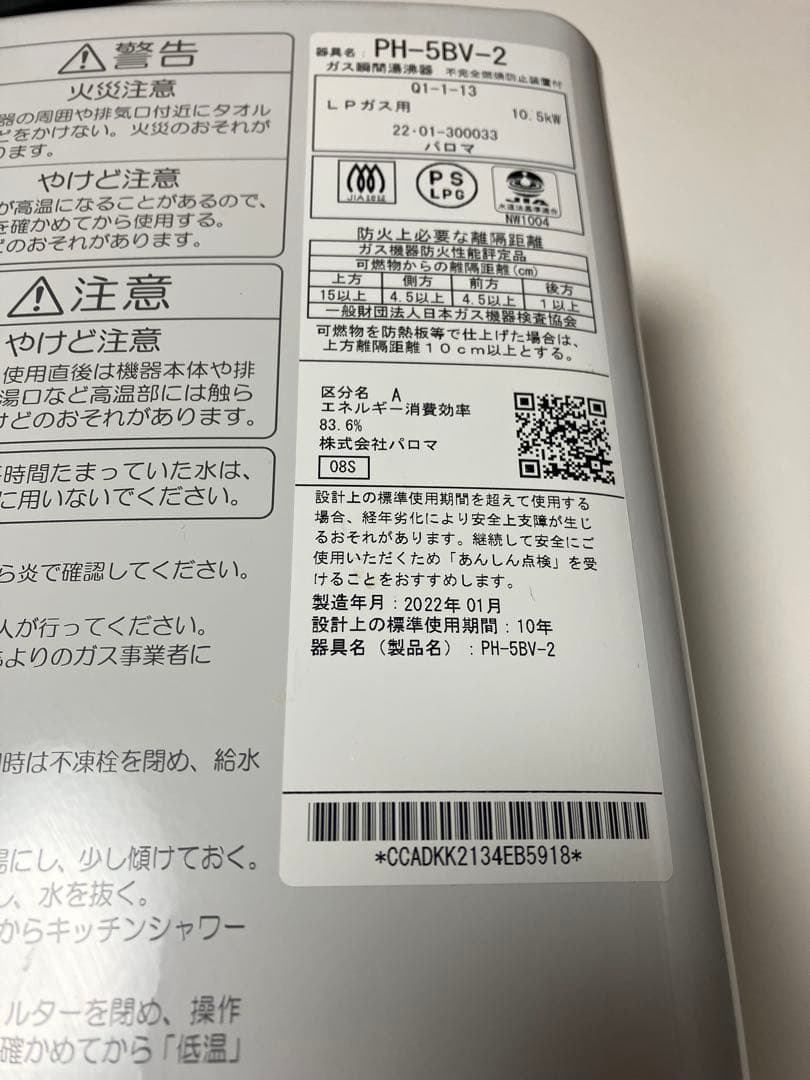 警告
火災注意
器の周囲や排気口付近にタオル
どをかけない。火災のおそれが
ります。
やけど注意
が高温になることがあるので、
を確かめてから使用する。
どのおそれがあります。
注意
やけど注意
使用直後は機器本体や排
湯口など高温部には触ら
けどのおそれがあります。
時間たまっていた水は、
に用いないでください。
ら炎で確認してください。
人が行ってください。
もよりのガス事業者に
時は不凍栓を閉め、給水
湯にし、少し傾けておく。
し、水を抜く。
からキッチンシャワー
ルターを閉め、操作
確かめてから「低温」
器具名: PH-5BV-2
ガス瞬間湯沸器 不完全燃焼防止装置付
Q1-1-13
LPガス用 10.5kW
22・01-300033
パロマ
JIA1012
PS
LPG
JIA
水道法基準適合
NW1004
防火上必要な離隔距離
ガス機器防火性能評定品
可燃物からの離隔距離(cm)
上方 側方 前方 後方
15以上 4.5以上 4.5以上 1以上
一般財団法人日本ガス機器検査協会
可燃物を防熱板等で仕上げた場合は、
上方離隔距離10cm以上とする。
区分名 A
エネルギー消費効率
83.6%
株式会社パロマ
08S
設計上の標準使用期間を超えて使用する
場合、経年劣化により安全上支障が生じ
るおそれがあります。継続して安全にご
使用いただくため「あんしん点検」を受
けることをおすすめします。
製造年月:2022年01月
設計上の標準使用期間:10年
器具名(製品名):PH-5BV-2
*CCADKK2134EB5918*